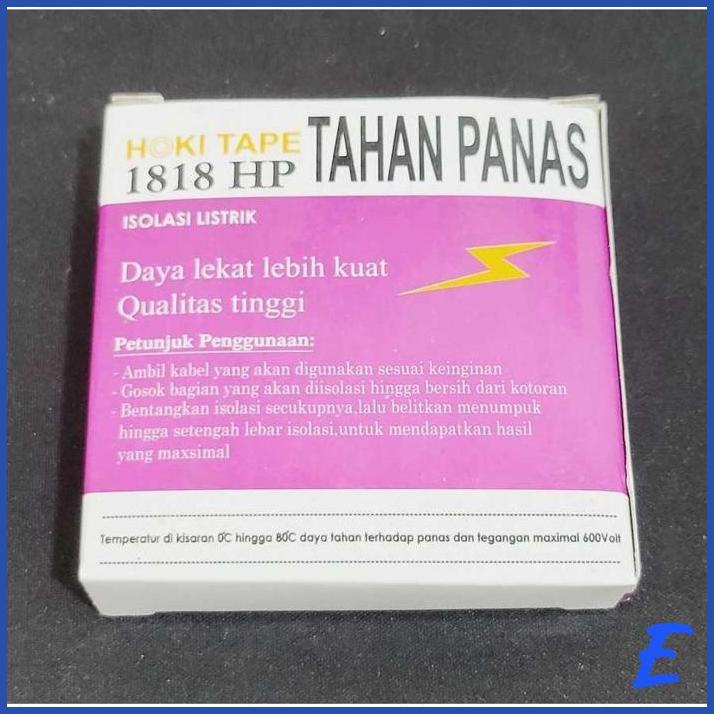 HOKI TAPE
1818 HP
TAHAN PANAS
ISOLASI LISTRIK
Daya lekat lebih kuat
Qualitas tinggi
Petunjuk Penggunaan:
- Ambil kabel yang akan digunakan sesuai keinginan
- Gosok bagian yang akan diisolasi hingga bersih dari kotoran
- Bentangkan isolasi secukupnya,lalu belitkan menumpuk
hingga setengah lebar isolasi,untuk mendapatkan hasil
yang maxsimal
Temperatur di kisaran 0°C hingga 80°C daya tahan terhadap panas dan tegangan maximal 600Volt
E